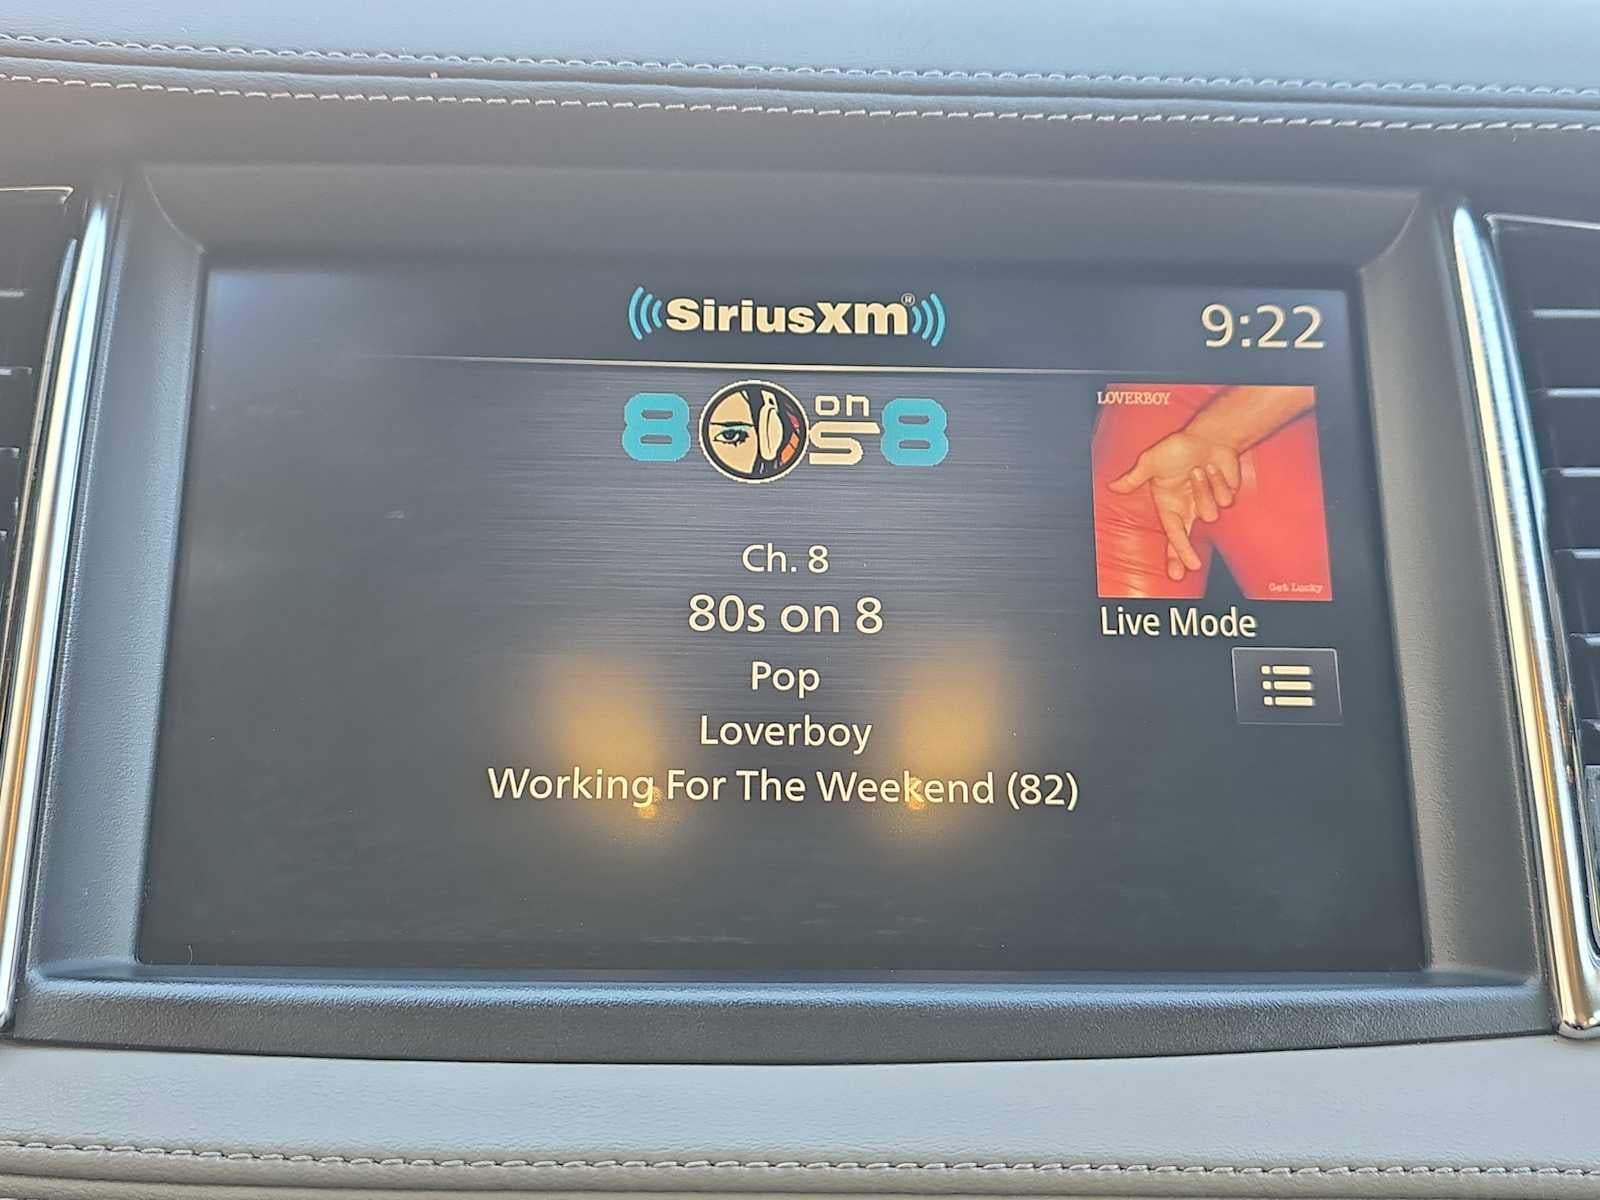 SiriusXM®
9:22
80s on 8
LOVERBOY
Get Lucky
Ch. 8
80s on 8
Live Mode
Pop
Loverboy
Working For The Weekend (82)